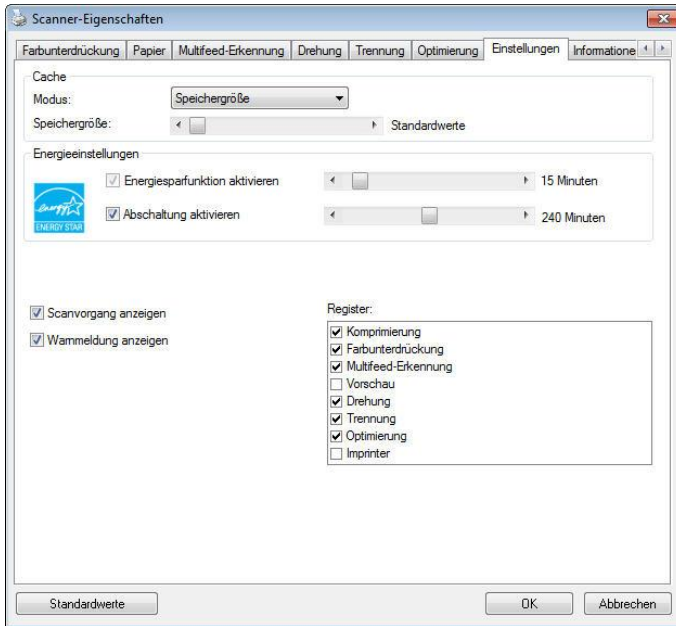 Scanner-Eigenschaften
Farbunterdrückung Papier Multifeed-Erkennung Drehung Trennung Optimierung Einstellungen Informatione
Cache
Modus: Speichergröße
Speichergröße: Standardwerte
Energieeinstellungen
Energiesparfunktion aktivieren 15 Minuten
Abschaltung aktivieren 240 Minuten
energy
ENERGY STAR
Scanvorgang anzeigen
Warnmeldung anzeigen
Register:
Komprimierung
Farbunterdrückung
Multifeed-Erkennung
Vorschau
Drehung
Trennung
Optimierung
Imprinter
Standardwerte OK Abbrechen